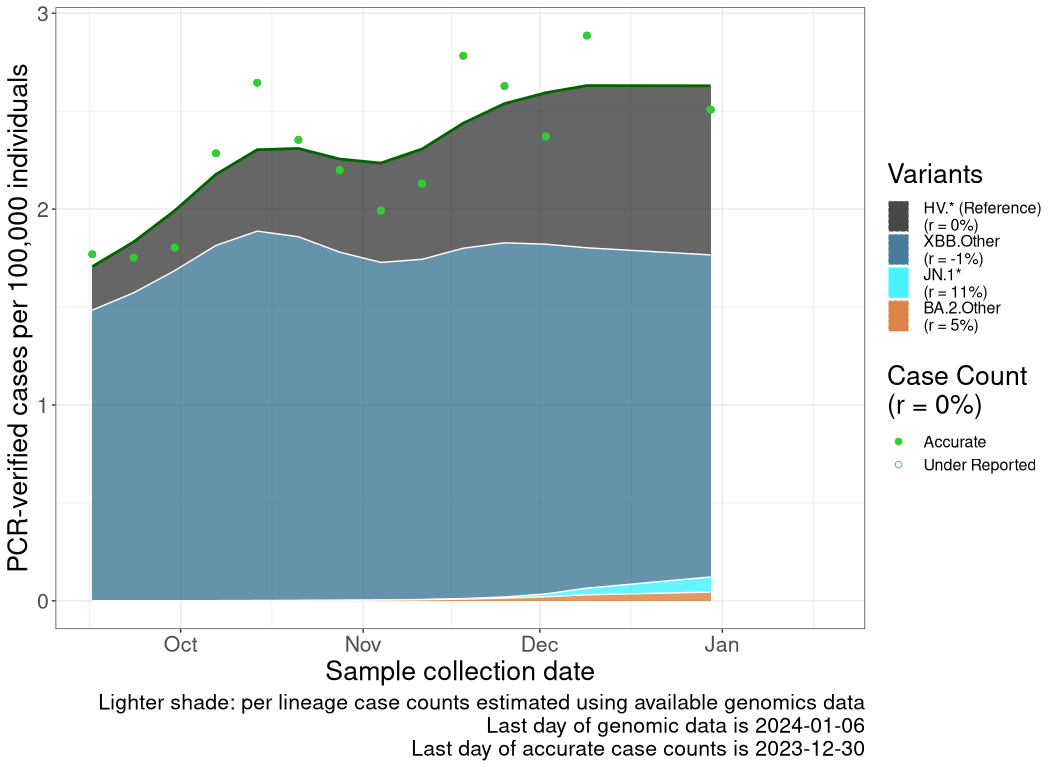 PCR-verified cases per 100,000 individuals
3
2
1
0
Oct
Nov
Dec
Jan
Sample collection date
Lighter shade: per lineage case counts estimated using available genomics data
Last day of genomic data is 2024-01-06
Last day of accurate case counts is 2023-12-30
Variants
HV.* (Reference)
(r = 0%)
XBB.Other
(r = -1%)
JN.1*
(r = 11%)
BA.2.Other
(r = 5%)
Case Count
(r = 0%)
Accurate
Under Reported